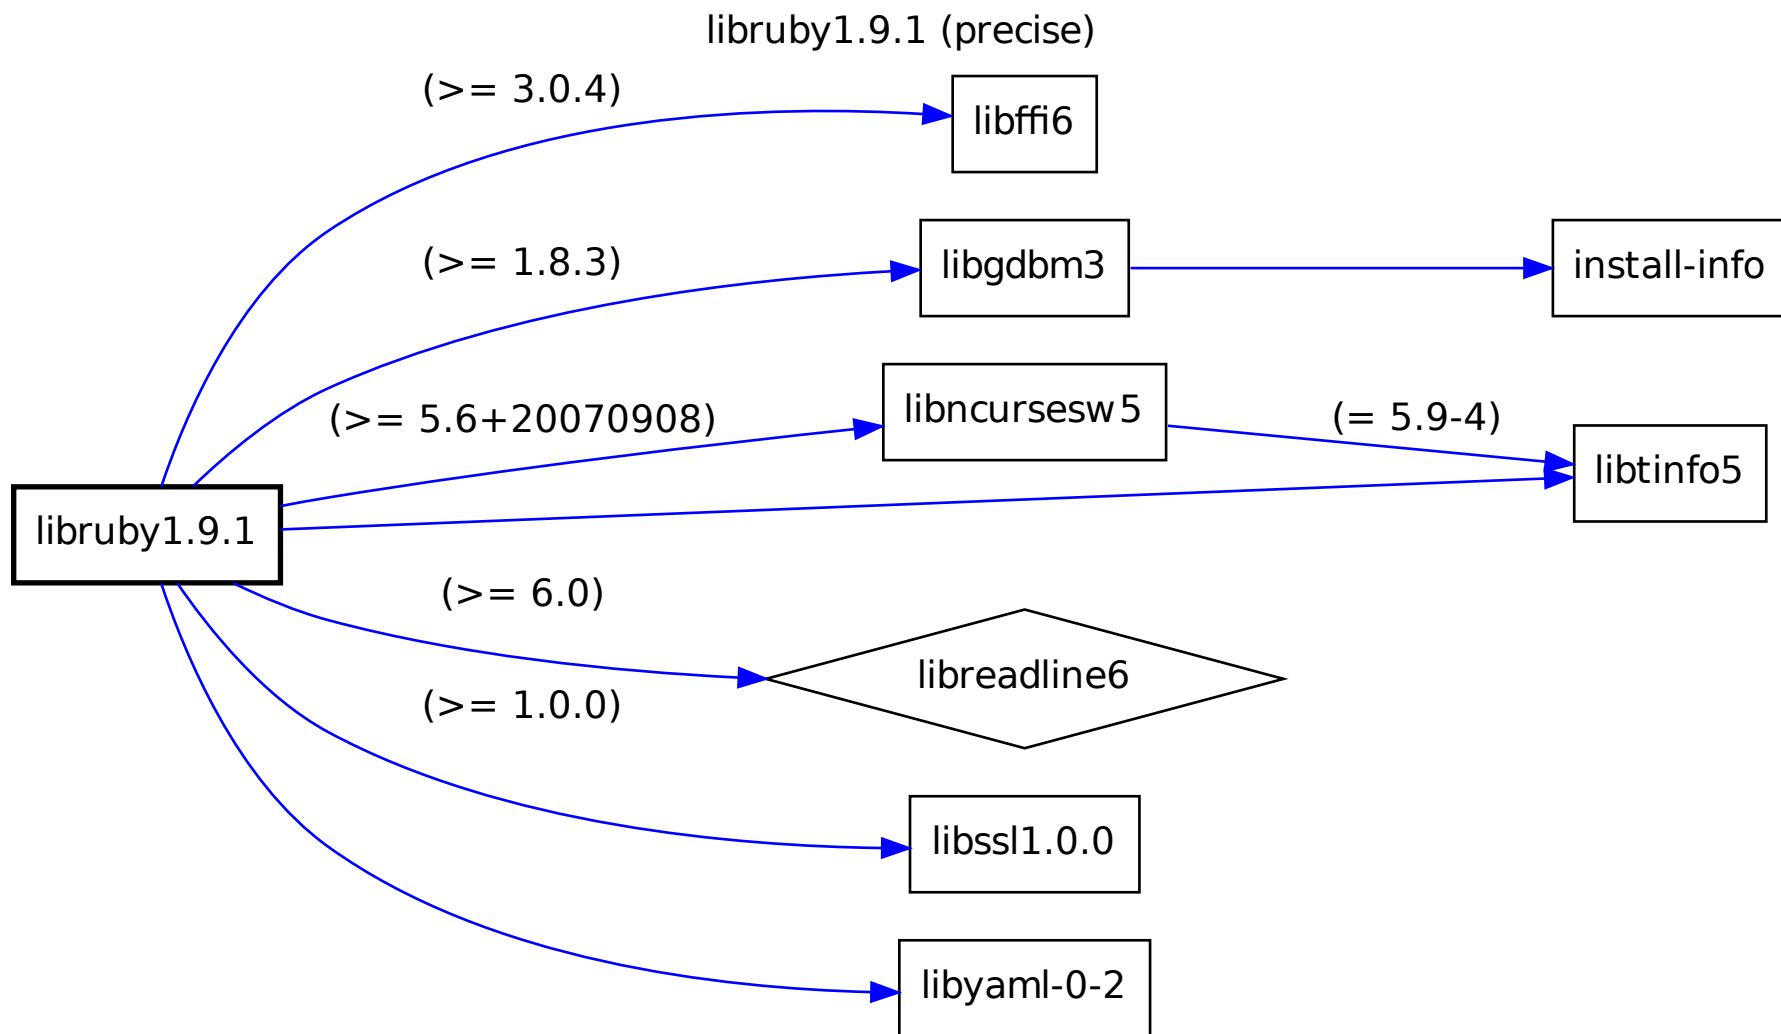 libruby1.9.1 (precise)
(>= 3.0.4)
libffi6
(>= 1.8.3)
libgdbm3
install-info
(>= 5.6+20070908)
libncursesw5
(= 5.9-4)
libtinfo5
libruby1.9.1
(>= 6.0)
libreadline6
(>= 1.0.0)
libssl1.0.0
libyaml-0-2